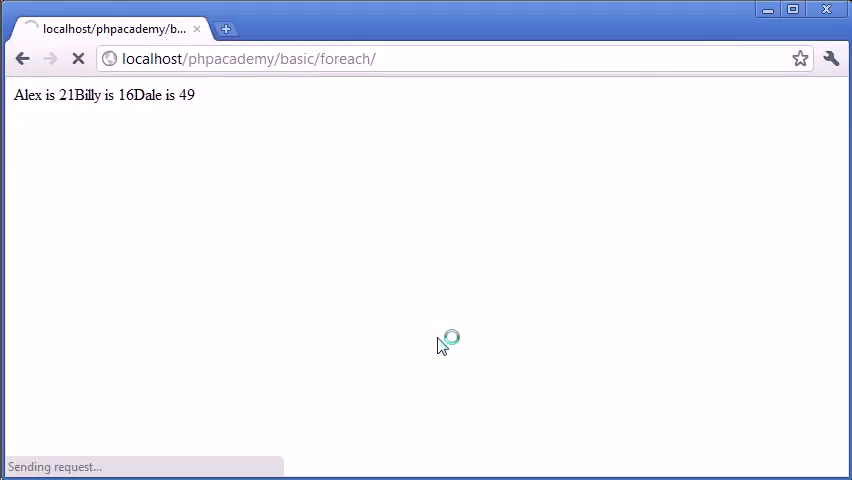 localhost/phpacademy/b...
localhost/phpacademy/basic/foreach/
Alex is 21Billy is 16Dale is 49
Sending request...